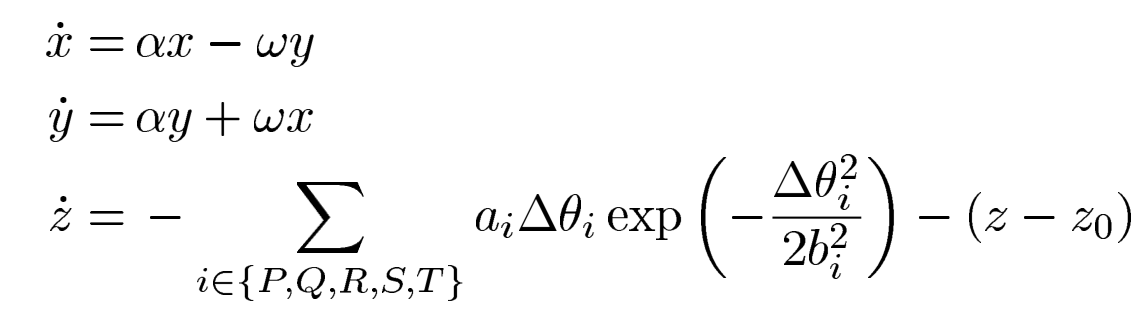 ẋ = αx − ωy
ẏ = αy + ωx
ż = − ∑_{i∈{P,Q,R,S,T}} a_i Δθ_i exp(−Δθ_i^2 / 2b_i^2) − (z − z_0)